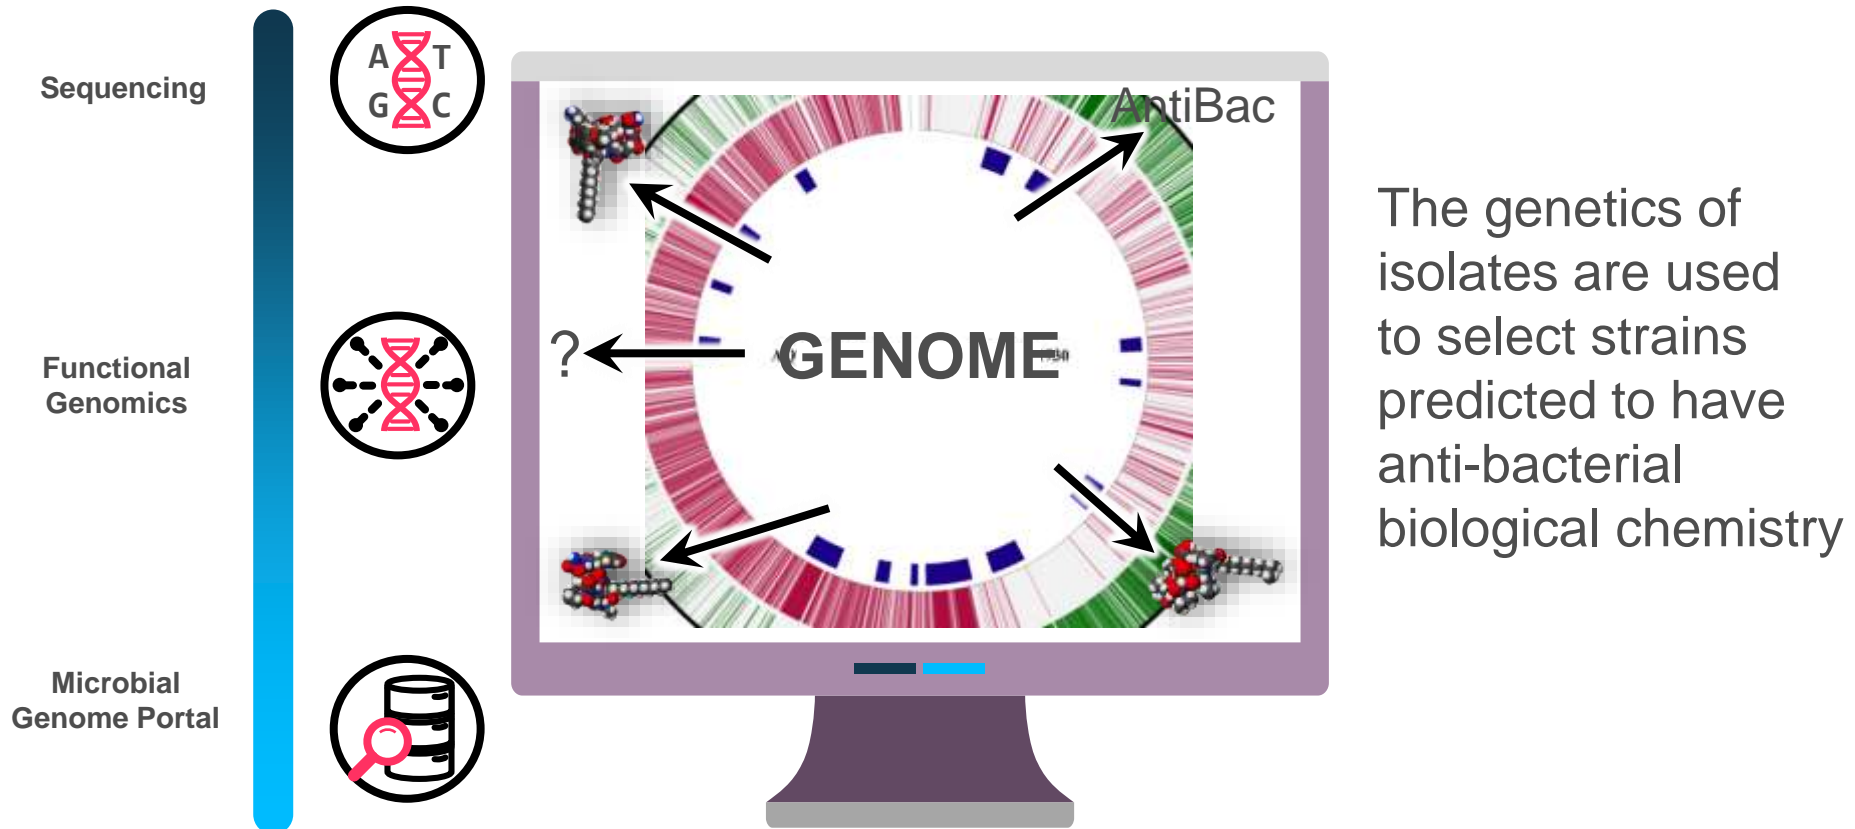 Sequencing
A T
G C
AntiBac
Functional
Genomics
?
GENOME
Microbial
Genome Portal
The genetics of
isolates are used
to select strains
predicted to have
anti-bacterial
biological chemistry